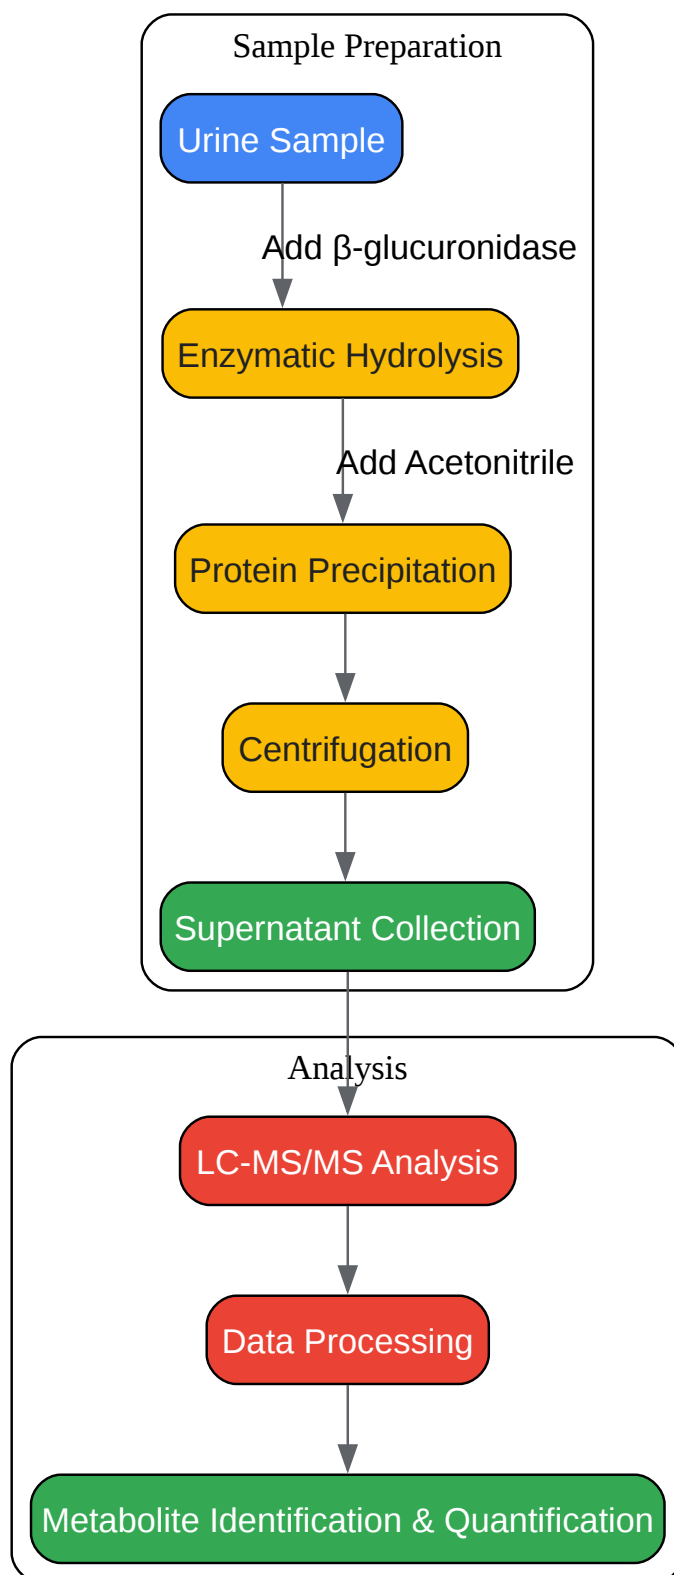 Sample Preparation
Urine Sample
Add β-glucuronidase
Enzymatic Hydrolysis
Add Acetonitrile
Protein Precipitation
Centrifugation
Supernatant Collection
Analysis
LC-MS/MS Analysis
Data Processing
Metabolite Identification & Quantification